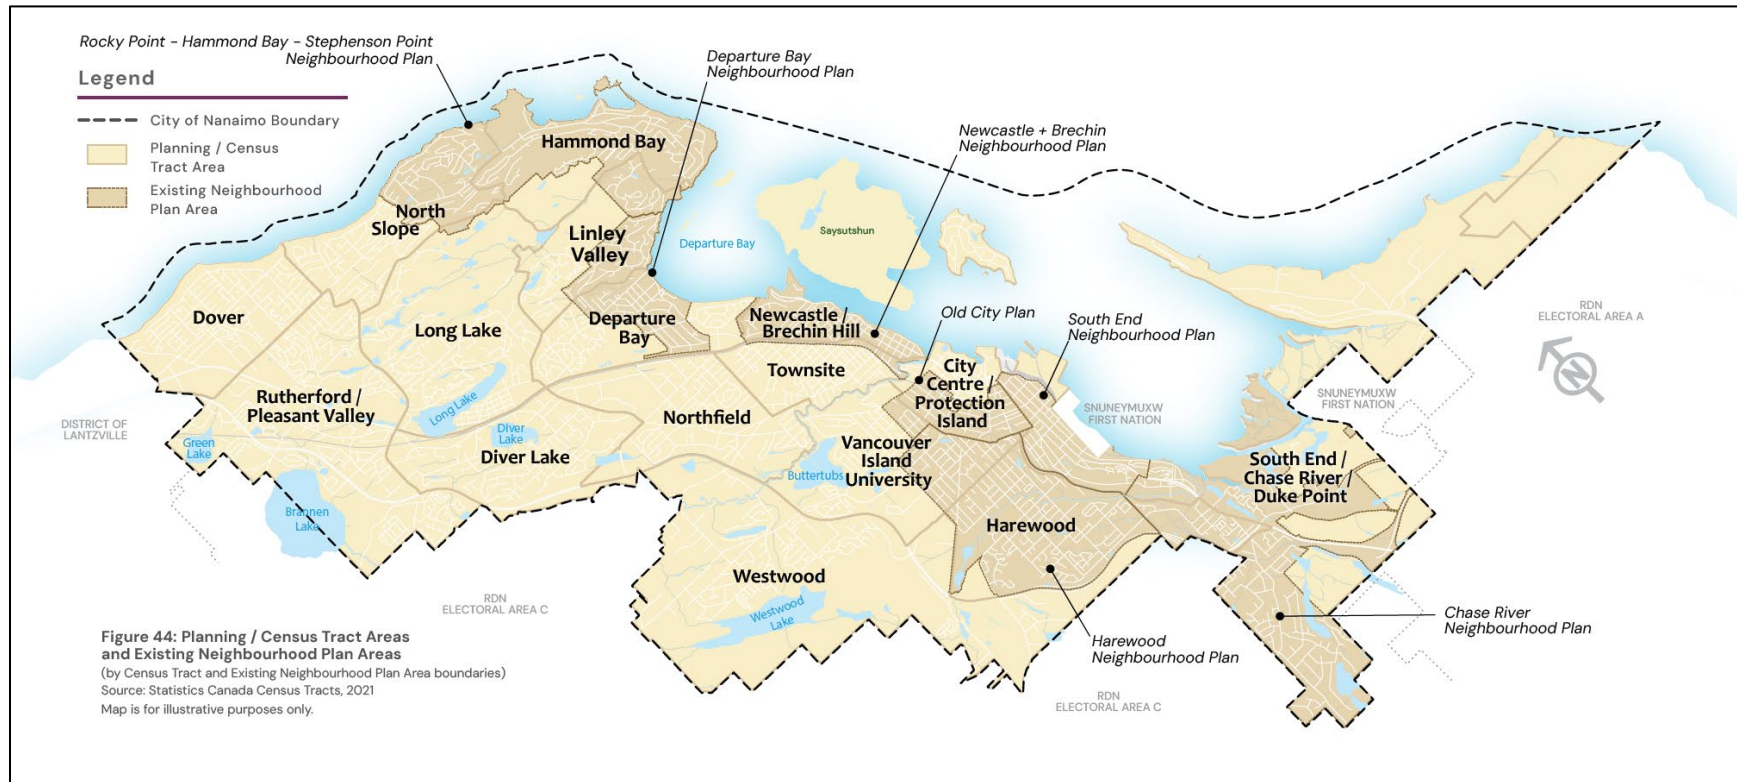 Rocky Point - Hammond Bay - Stephenson Point
Neighbourhood Plan
Legend
City of Nanaimo Boundary
Planning / Census
Tract Area
Existing Neighbourhood
Plan Area
Departure Bay
Neighbourhood Plan
Newcastle + Brechin
Neighbourhood Plan
Hammond Bay
North
Slope
Linley
Valley
Departure Bay
Saysutshun
Dover
Long Lake
Departure
Bay
Newcastle /
Brechin Hill
Old City Plan
South End
Neighbourhood Plan
RDN
ELECTORAL AREA A
N
Townsite
City
Centre /
Protection
Island
Rutherford /
Pleasant Valley
Long Lake
Northfield
SNUNEYMUXW
FIRST NATION
SNUNEYMUXW
FIRST NATION
DISTRICT OF
LANTZVILLE
Green
Lake
Diver
Lake
Diver Lake
Vancouver
Island
University
Buttertubs
South End /
Chase River /
Duke Point
Brannen
Lake
Harewood
Westwood
Westwood
Lake
RDN
ELECTORAL AREA C
Chase River
Neighbourhood Plan
Harewood
Neighbourhood Plan
RDN
ELECTORAL AREA C
Figure 44: Planning / Census Tract Areas
and Existing Neighbourhood Plan Areas
(by Census Tract and Existing Neighbourhood Plan Area boundaries)
Source: Statistics Canada Census Tracts, 2021
Map is for illustrative purposes only.